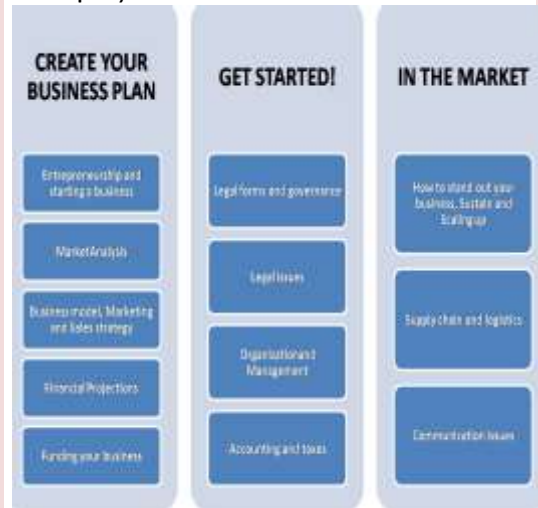 CREATE YOUR
BUSINESS PLAN
Entrepreneurship and
starting a business
Market Analysis
Business model, Marketing
and Sales strategy
Financial Projections
Funding your business
GET STARTED!
Legal forms and governance
Legal issues
Organisation and
Management
Accounting and taxes
IN THE MARKET
How to stand out your
business, Sustain and
Scaling up
Supply chain and logistics
Communication issues